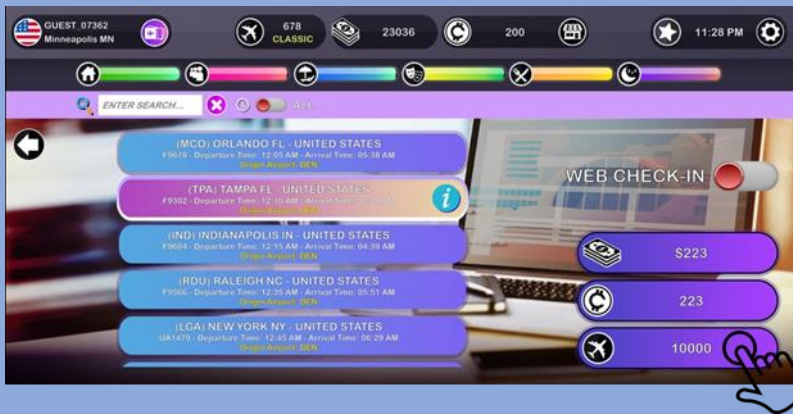 GUEST_07362
Minneapolis MN
678
CLASSIC
23036
200
11:28 PM
ENTER SEARCH...
(MCO) ORLANDO FL - UNITED STATES
F9678 - Departure Time: 12:05 AM - Arrival Time: 05:38 AM
Origin Airport: DEN
(TPA) TAMPA FL - UNITED STATES
F9302 - Departure Time: 12:10 AM - Arrival Time:
Origin Airport: DEN
(IND) INDIANAPOLIS IN - UNITED STATES
F9604 - Departure Time: 12:15 AM - Arrival Time: 04:39 AM
Origin Airport: DEN
(RDU) RALEIGH NC - UNITED STATES
F9566 - Departure Time: 12:35 AM - Arrival Time: 05:51 AM
Origin Airport: DEN
(LGA) NEW YORK NY - UNITED STATES
UA1479 - Departure Time: 12:45 AM - Arrival Time: 06:29 AM
Origin Airport: DEN
WEB CHECK-IN
$223
223
10000